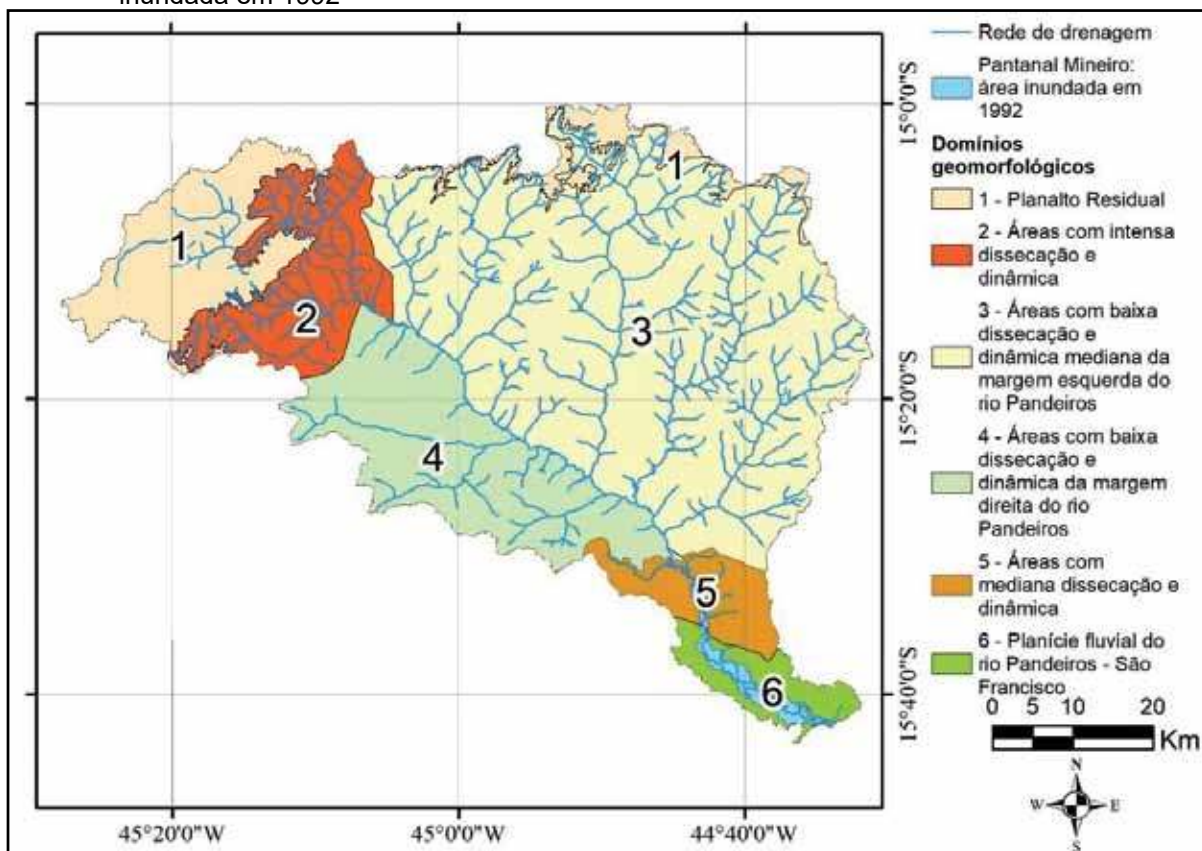 inundada em 1992
Rede de drenagem
Pantanal Mineiro:
área inundada em
1992
Domínios
geomorfológicos
1 - Planalto Residual
2 - Áreas com intensa
dissecação e
dinâmica
3 - Áreas com baixa
dissecação e
dinâmica mediana da
margem esquerda do
rio Pandeiros
4 - Áreas com baixa
dissecação e
dinâmica da margem
direita do rio
Pandeiros
5 - Áreas com
mediana dissecação e
dinâmica
6 - Planície fluvial do
rio Pandeiros - São
Francisco
0 5 10 20
Km
N
W E
S
1
1
2
3
4
5
6
15°0'0"S
15°20'0"S
15°40'0"S
45°20'0"W 45°0'0"W 44°40'0"W